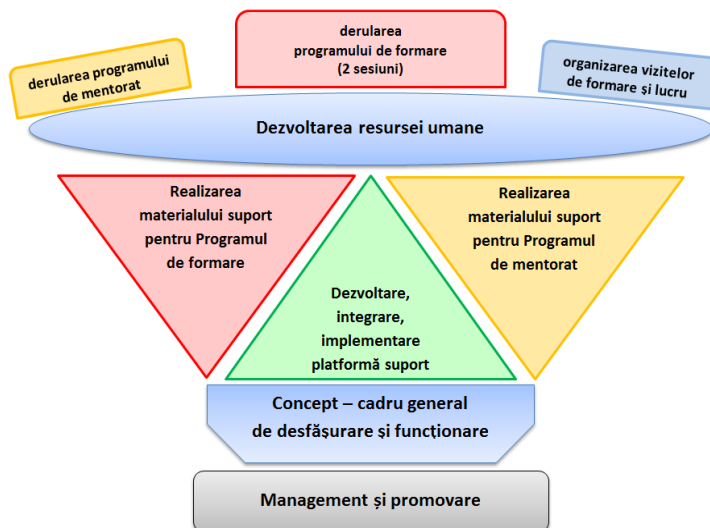 derularea
programului de formare
(2 sesiuni)
derularea programului
de mentorat
organizarea vizitelor
de formare și lucru
Dezvoltarea resursei umane
Realizarea
materialului suport
pentru Programul
de formare
Realizarea
materialului suport
pentru Programul
de mentorat
Dezvoltare,
integrare,
implementare
platformă suport
Concept – cadru general
de desfășurare și funcționare
Management și promovare